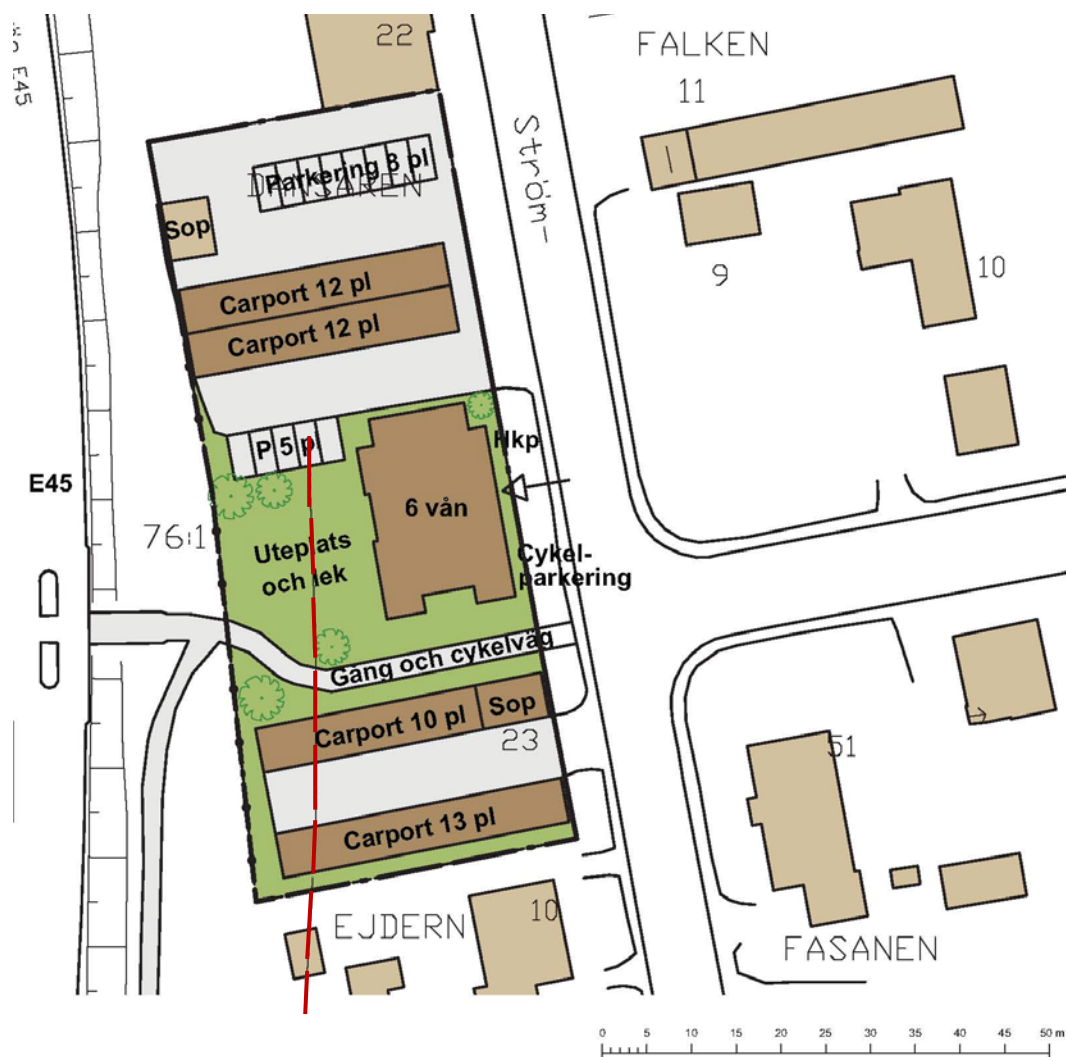 22
FALKEN
E45
11
Ström-
Parkering 8 pl
DANSAREN
Sop
9
10
Carport 12 pl
Carport 12 pl
P 5 pl
Hkp
E45
6 vån
76:1
Uteplats
och lek
Cykel-
parkering
Gång och cykelväg
Sop
Carport 10 pl
23
51
Carport 13 pl
10
EJDERN
FASANEN
0 5 10 15 20 25 30 35 40 45 50 m